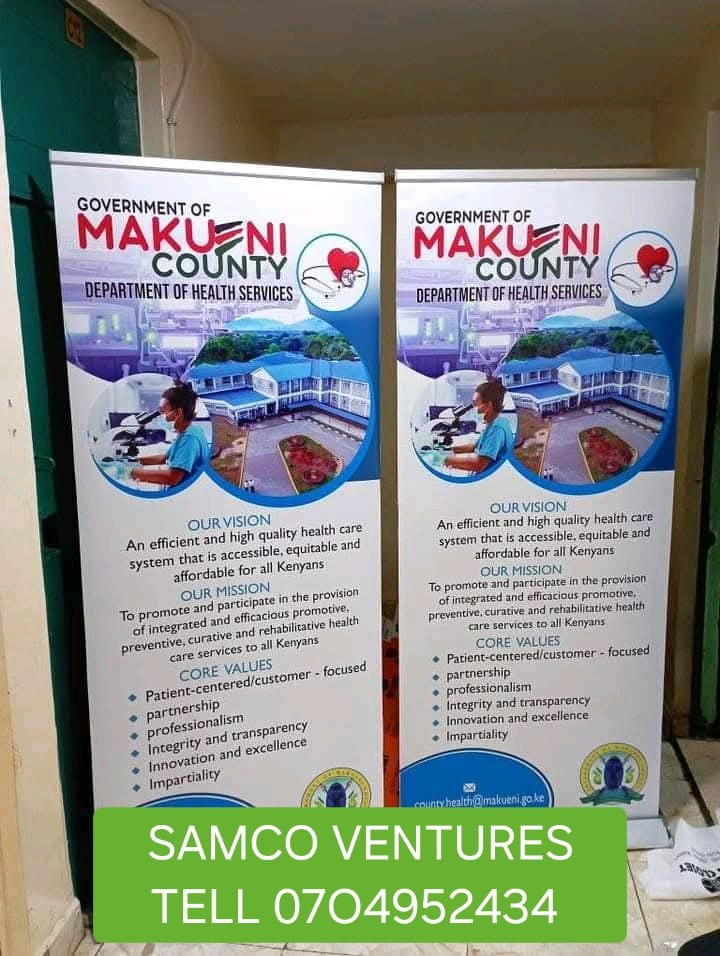 C12
GOVERNMENT OF
MAKUENI
COUNTY
DEPARTMENT OF HEALTH SERVICES
OUR VISION
An efficient and high quality health care
system that is accessible, equitable and
affordable for all Kenyans
OUR MISSION
To promote and participate in the provision
of integrated and efficacious promotive,
preventive, curative and rehabilitative health
care services to all Kenyans
CORE VALUES
Patient-centered/customer - focused
partnership
professionalism
Integrity and transparency
Innovation and excellence
Impartiality
GOVERNMENT OF
MAKUENI
COUNTY
DEPARTMENT OF HEALTH SERVICES
OUR VISION
An efficient and high quality health care
system that is accessible, equitable and
affordable for all Kenyans
OUR MISSION
To promote and participate in the provision
of integrated and efficacious promotive,
preventive, curative and rehabilitative health
care services to all Kenyans
CORE VALUES
Patient-centered/customer - focused
partnership
professionalism
Integrity and transparency
Innovation and excellence
Impartiality
county.health@makueni.go.ke
SAMCO VENTURES
TELL 07O4952434